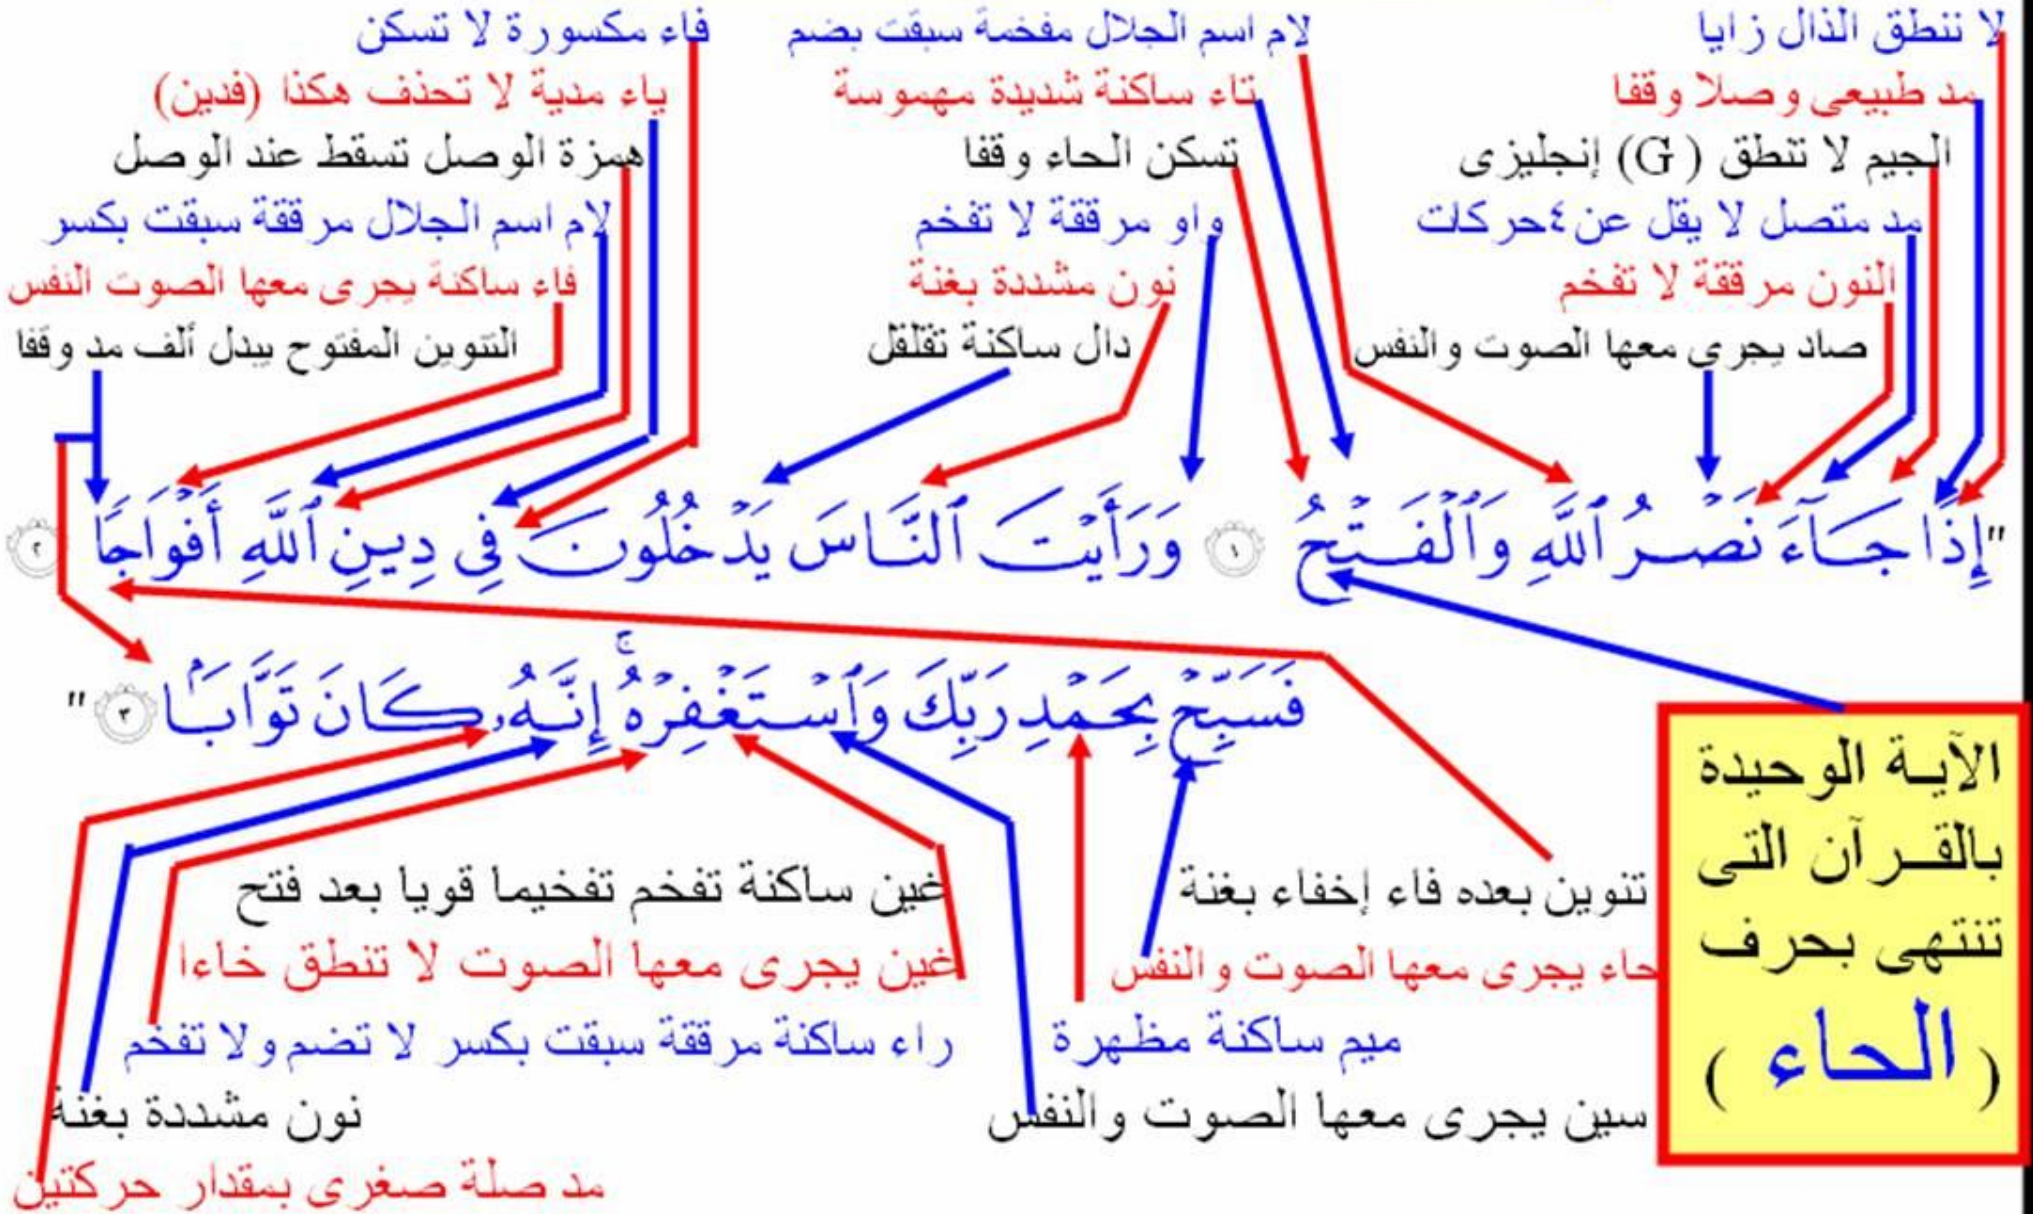 لا ننطق الذال زايا
مد طبيعى وصلا وقفا
الجيم لا تنطق (G) إنجليزى
مد متصل لا يقل عن ٤ حركات
النون مرققة لا تفخم
صاد يجرى معها الصوت والنفس
لام اسم الجلال مفخمة سبقت بضم
تاء ساكنة شديدة مهموسة
تسكن الحاء وقفا
واو مرققة لا تفخم
نون مشددة بغنة
دال ساكنة تقلقل
فاء مكسورة لا تسكن
ياء مدية لا تحذف هكذا (فدين)
همزة الوصل تسقط عند الوصل
لام اسم الجلال مرققة سبقت بكسر
فاء ساكنة يجرى معها الصوت النفس
التنوين المفتوح يبدل ألف مد وقفا
"إِذَا جَآءَ نَصْرُ ٱللَّهِ وَٱلْفَتْحُ ١ وَرَأَيْتَ ٱلنَّاسَ يَدْخُلُونَ فِى دِينِ ٱللَّهِ أَفْوَاجًا ٢
فَسَبِّحْ بِحَمْدِ رَبِّكَ وَٱسْتَغْفِرْهُ ۚ إِنَّهُۥ كَانَ تَوَّابًۢا ٣"
الآية الوحيدة
بالقرآن التى
تنتهى بحرف
(الحاء)
تنوين بعده فاء إخفاء بغنة
حاء يجرى معها الصوت والنفس
ميم ساكنة مظهرة
سين يجرى معها الصوت والنفس
غين ساكنة تفخم تفخيما قويا بعد فتح
غين يجرى معها الصوت لا تنطق خاءا
راء ساكنة مرققة سبقت بكسر لا تضم ولا تفخم
نون مشددة بغنة
مد صلة صغرى بمقدار حركتين